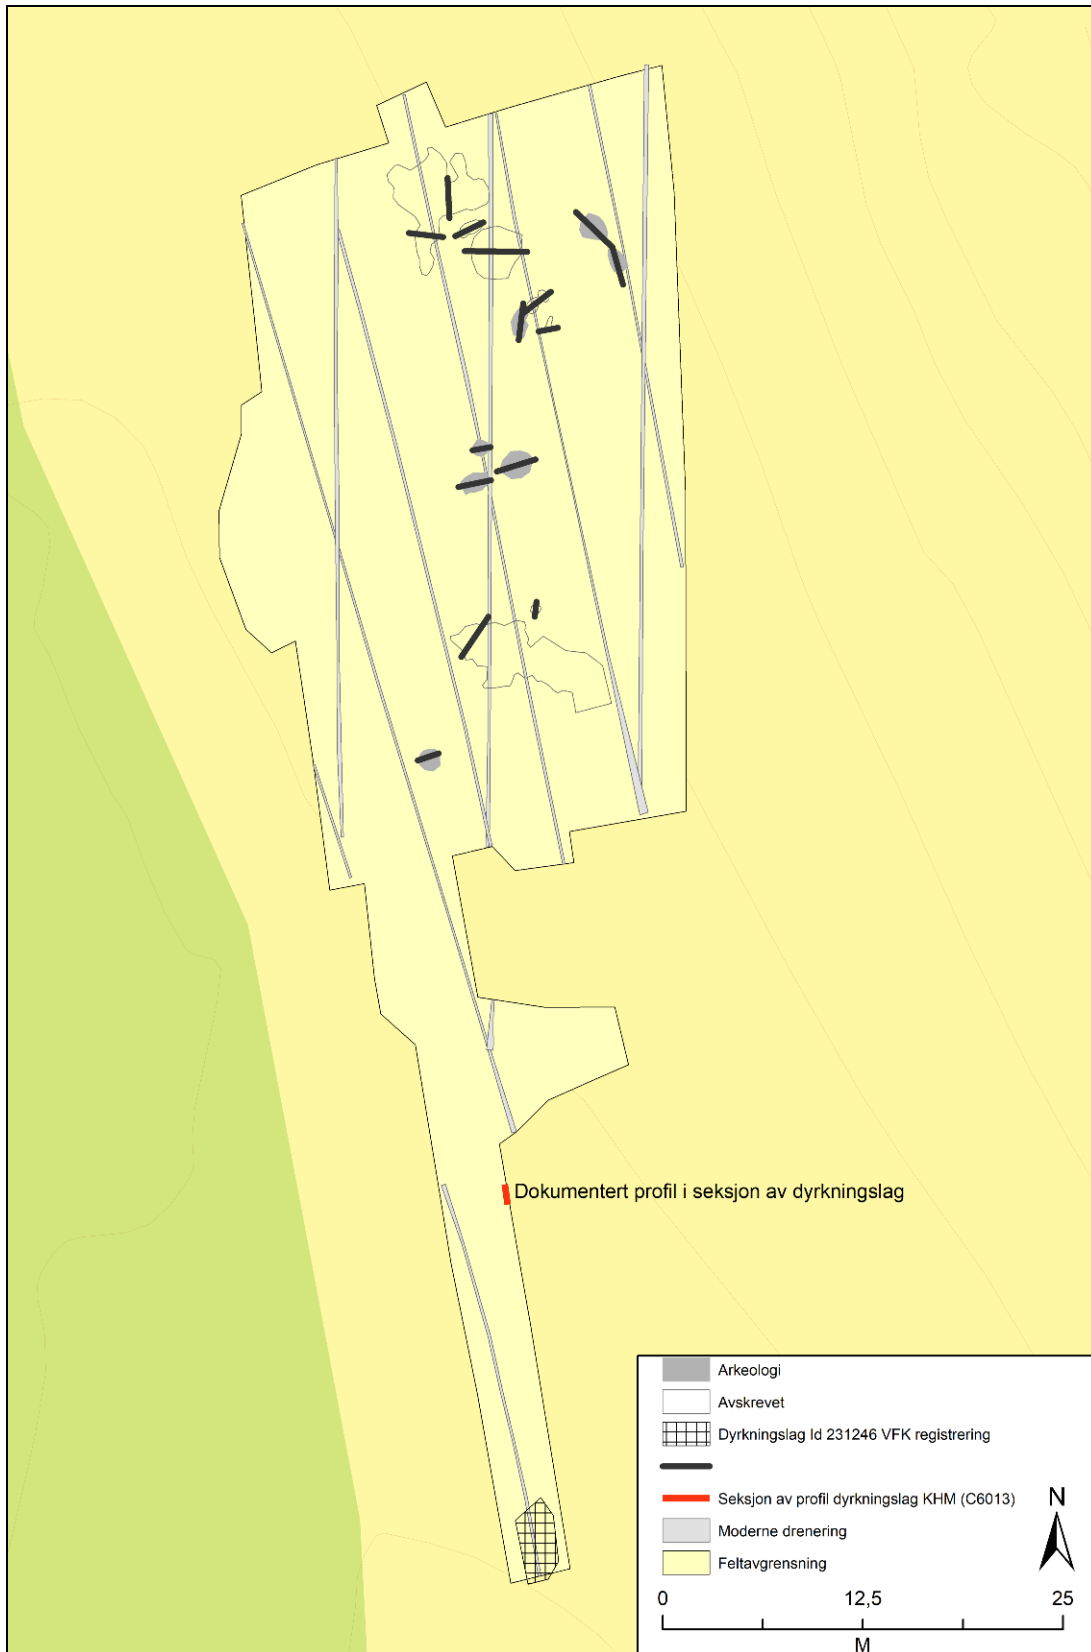 Dokumentert profil i seksjon av dyrkningslag
Arkeologi
Avskrevet
Dyrkningslag Id 231246 VFK registrering
Seksjon av profil dyrkningslag KHM (C6013)
Moderne drenering
Feltavgrensning
N
0 12,5 25
M